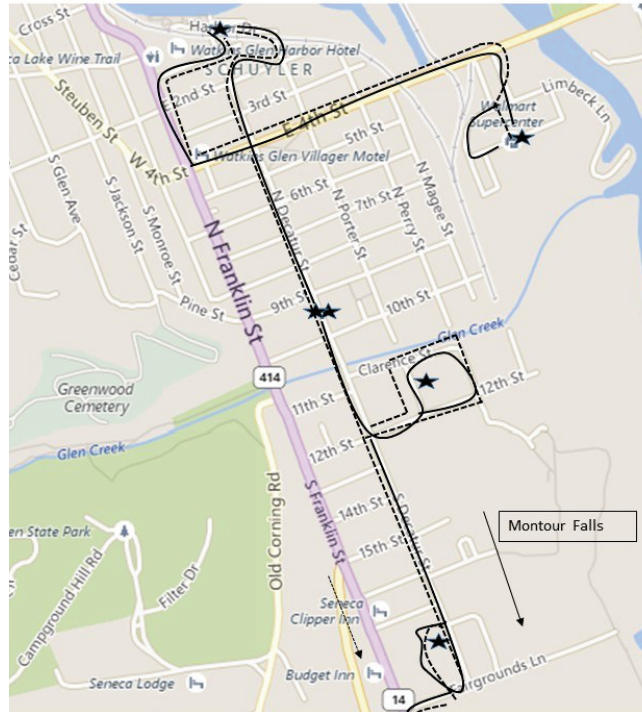 Cross St
Harbor Dr
ca Lake Wine Trail
Watkins Glen Harbor Hotel
SCHUYLER
Steuben St
E 2nd St
3rd St
Limbeck Ln
Walmart
Supercenter
E 4th St
W 4th St
5th St
Watkins Glen Villager Motel
S Glen Ave
S Jackson St
S Monroe St
6th St
7th St
N Magee St
N Perry St
N Porter St
N Decatur St
N Franklin St
Cedar St
Pine St
9th St
10th St
Glen Creek
Clarence St
414
Greenwood
Cemetery
11th St
12th St
Glen Creek
12th St
Old Corning Rd
S Franklin St
S Decatur St
14th St
15th St
Montour Falls
en State Park
Campground Hill Rd
Filter Dr
Seneca
Clipper Inn
Budget Inn
Seneca Lodge
Fairgrounds Ln
14